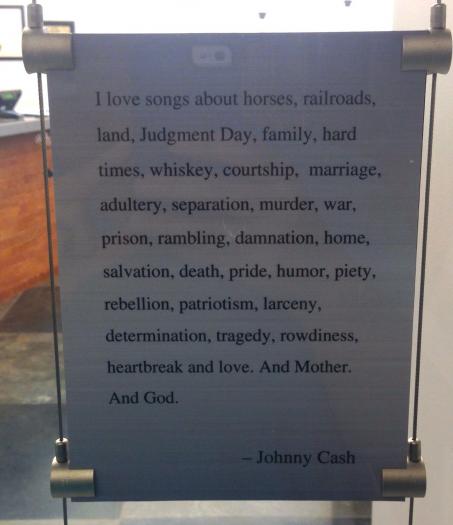 I love songs about horses, railroads,
land, Judgment Day, family, hard
times, whiskey, courtship, marriage,
adultery, separation, murder, war,
prison, rambling, damnation, home,
salvation, death, pride, humor, piety,
rebellion, patriotism, larceny,
determination, tragedy, rowdiness,
heartbreak and love. And Mother.
And God.
– Johnny Cash